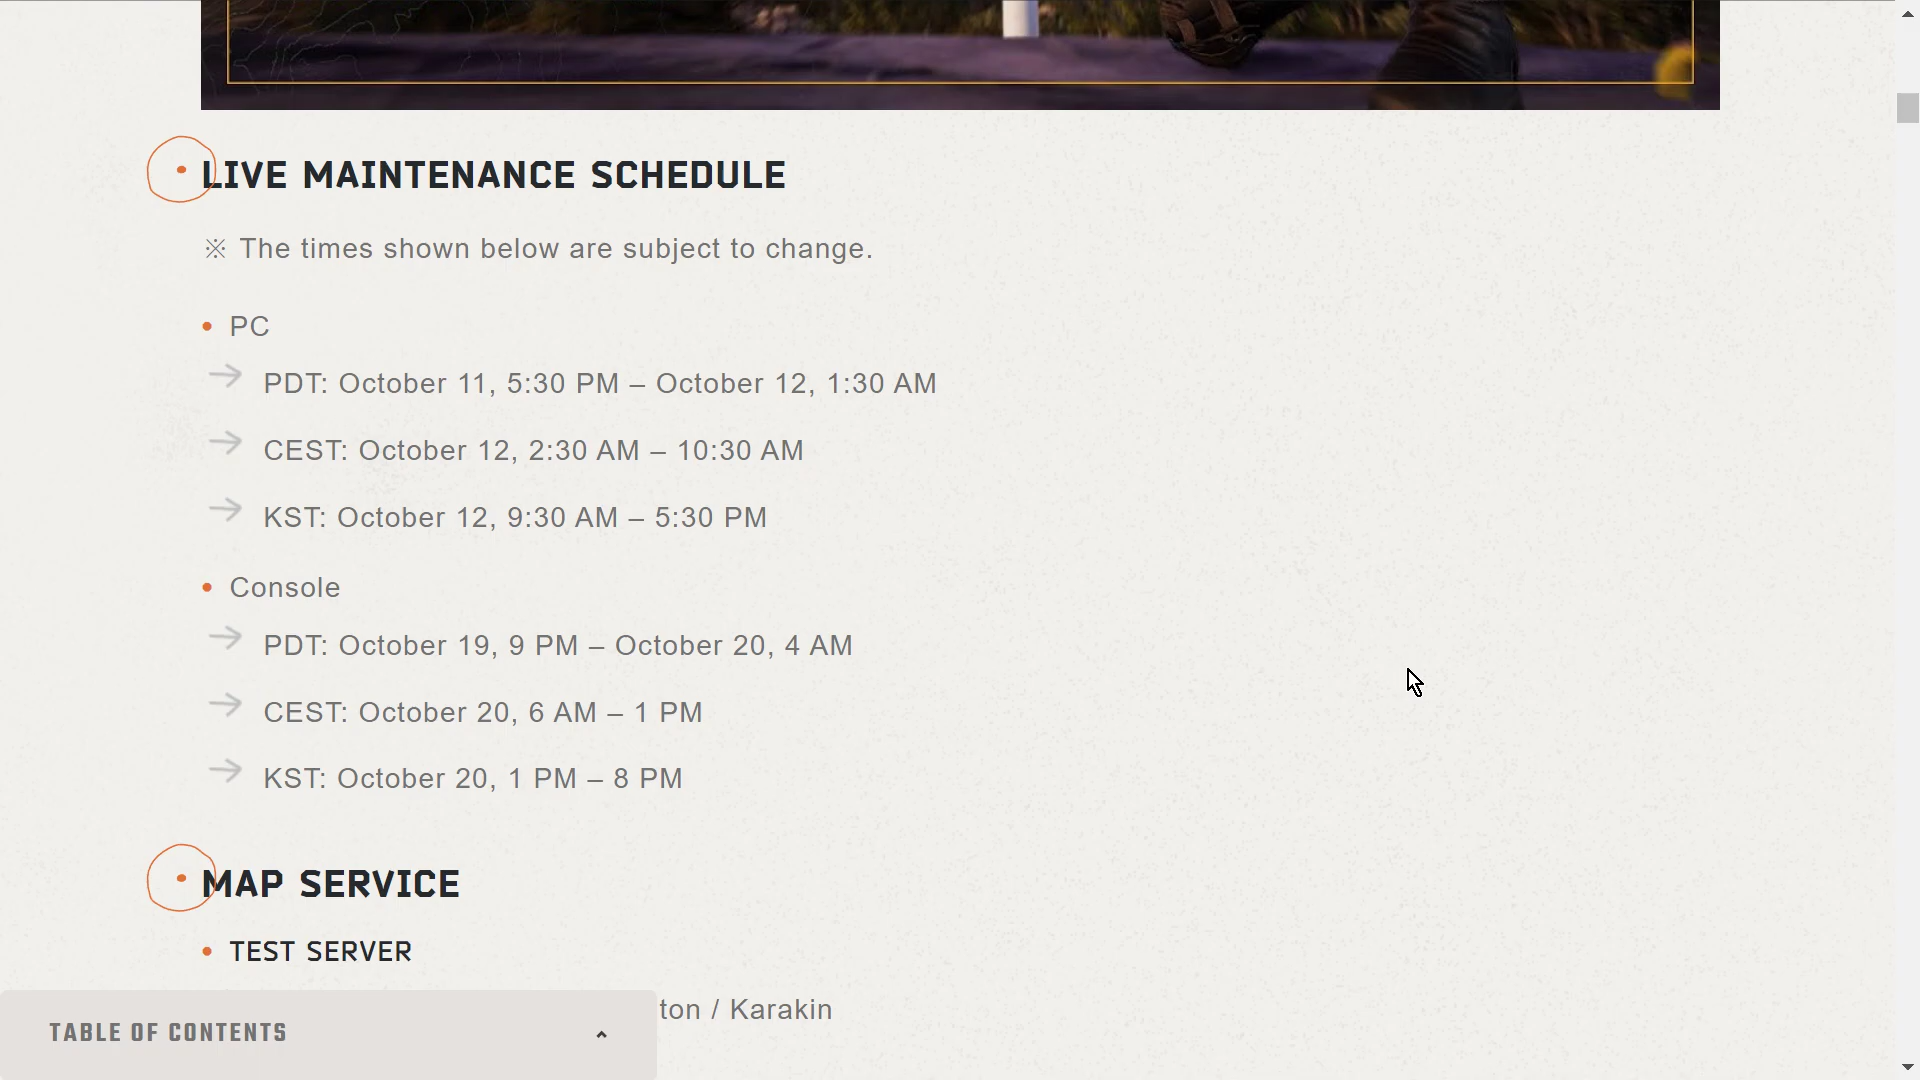 LIVE MAINTENANCE SCHEDULE
※ The times shown below are subject to change.
• PC
PDT: October 11, 5:30 PM – October 12, 1:30 AM
CEST: October 12, 2:30 AM – 10:30 AM
KST: October 12, 9:30 AM – 5:30 PM
• Console
PDT: October 19, 9 PM – October 20, 4 AM
CEST: October 20, 6 AM – 1 PM
KST: October 20, 1 PM – 8 PM
MAP SERVICE
• TEST SERVER
/ Karakin
TABLE OF CONTENTS